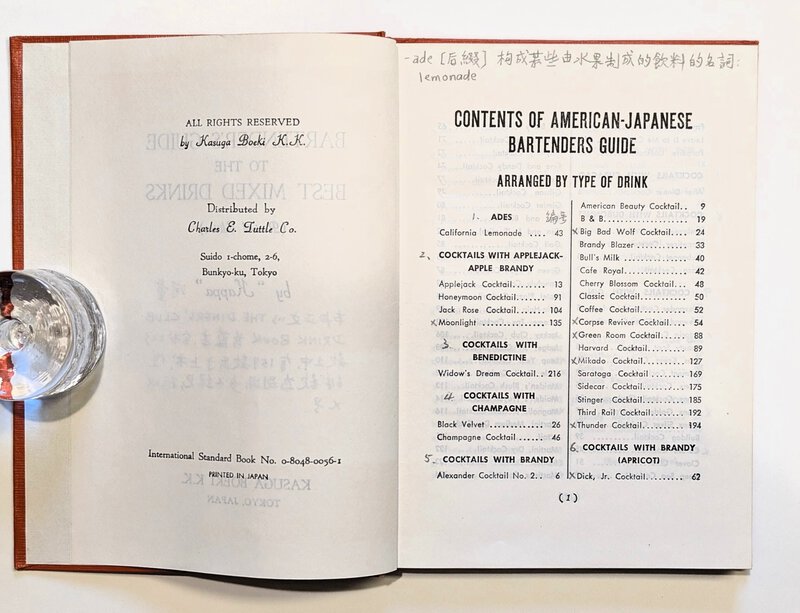 ALL RIGHTS RESERVED
by Kasuga Boeki K.K.
Distributed by
Charles E. Tuttle Co.
Suido 1-chome, 2-6,
Bunkyo-ku, Tokyo
International Standard Book No. 0-8048-0056-1
PRINTED IN JAPAN
-ade [后綴] 构成某些由水果制成的飲料的名詞:
lemonade
CONTENTS OF AMERICAN-JAPANESE
BARTENDERS GUIDE
ARRANGED BY TYPE OF DRINK
1. ADES 編号
California Lemonade .... 43
2. COCKTAILS WITH APPLEJACK-
APPLE BRANDY
Applejack Cocktail....... 13
Honeymoon Cocktail..... 91
Jack Rose Cocktail...... 104
x Moonlight .............. 135
3. COCKTAILS WITH
BENEDICTINE
Widow's Dream Cocktail.. 216
4. COCKTAILS WITH
CHAMPAGNE
Black Velvet ............ 26
Champagne Cocktail ..... 46
5. COCKTAILS WITH BRANDY
Alexander Cocktail No. 2.. 6
American Beauty Cocktail.. 9
B & B................... 19
x Big Bad Wolf Cocktail.... 24
Brandy Blazer........... 33
Bull's Milk ............. 40
Cafe Royal.............. 42
Cherry Blossom Cocktail... 48
Classic Cocktail.......... 50
Coffee Cocktail ......... 52
x Corpse Reviver Cocktail... 54
x Green Room Cocktail..... 88
Harvard Cocktail........ 89
x Mikado Cocktail......... 127
Saratoga Cocktail ....... 169
Sidecar Cocktail......... 175
Stinger Cocktail ........ 185
Third Rail Cocktail....... 192
x Thunder Cocktail........ 194
6. COCKTAILS WITH BRANDY
(APRICOT)
x Dick, Jr. Cocktail........ 62
(1)